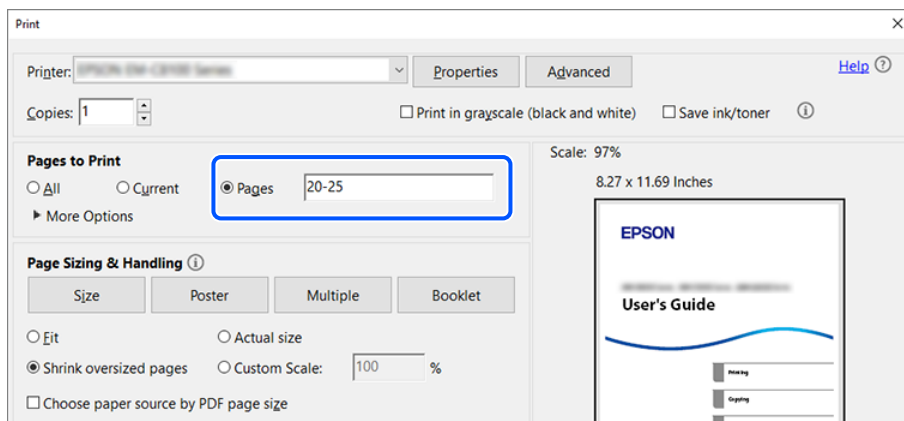 Print
Printer:
Properties
Advanced
Help
Copies: 1
Print in grayscale (black and white)
Save ink/toner
Pages to Print
All
Current
Pages
20-25
More Options
Scale: 97%
8.27 x 11.69 Inches
EPSON
User's Guide
Printing
Copying
Page Sizing & Handling
Size
Poster
Multiple
Booklet
Fit
Actual size
Shrink oversized pages
Custom Scale:
100
%
Choose paper source by PDF page size